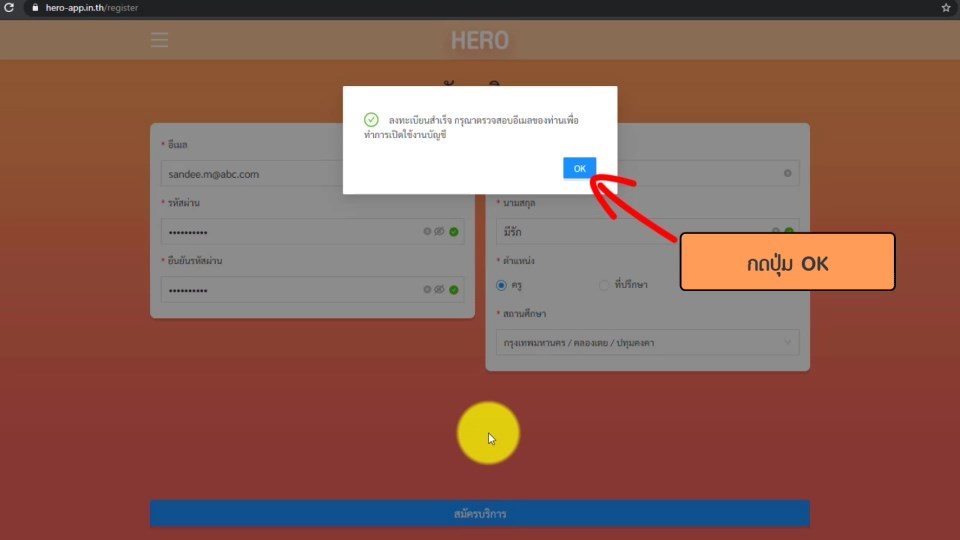 hero-app.in.th/register
HERO
ลงทะเบียนสำเร็จ กรุณาตรวจสอบอีเมลของท่านเพื่อ
ทำการเปิดใช้งานบัญชี
OK
* อีเมล
sandee.m@abc.com
* รหัสผ่าน
••••••••••
* ยืนยันรหัสผ่าน
••••••••••
* นามสกุล
มีรัก
* ตำแหน่ง
ครู
ที่ปรึกษา
* สถานศึกษา
กรุงเทพมหานคร / คลองเตย / ปทุมคงคา
กดปุ่ม OK
สมัครบริการ